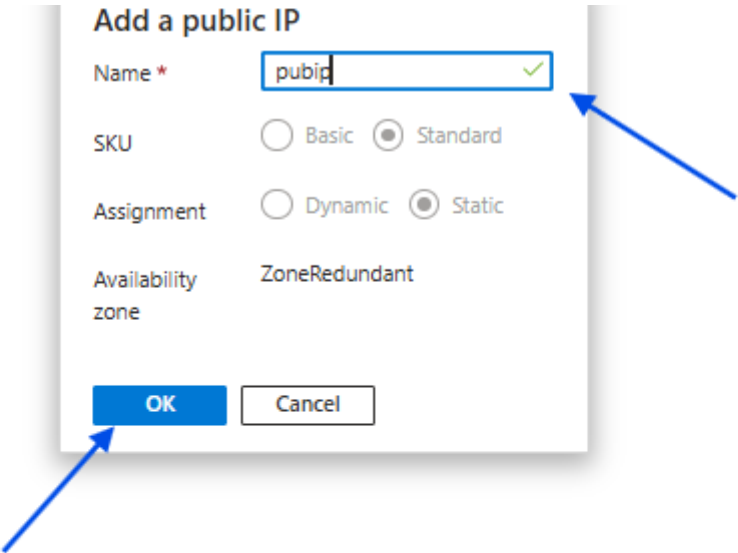 Add a public IP
Name *
pubip
SKU
Basic
Standard
Assignment
Dynamic
Static
Availability
zone
ZoneRedundant
OK
Cancel